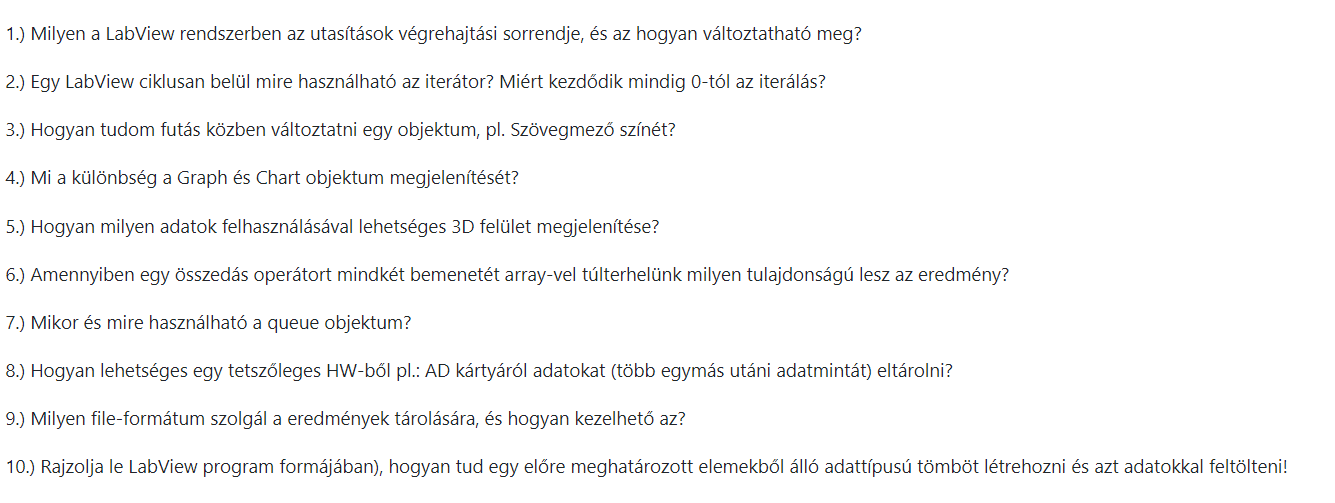 1.) Milyen a LabView rendszerben az utasítások végrehajtási sorrendje, és az hogyan változtatható meg?
2.) Egy LabView ciklusan belül mire használható az iterátor? Miért kezdődik mindig 0-tól az iterálás?
3.) Hogyan tudom futás közben változtatni egy objektum, pl. Szövegmező színét?
4.) Mi a különbség a Graph és Chart objektum megjelenítését?
5.) Hogyan milyen adatok felhasználásával lehetséges 3D felület megjelenítése?
6.) Amennyiben egy összedás operátort mindkét bemenetét array-vel túlterhelünk milyen tulajdonságú lesz az eredmény?
7.) Mikor és mire használható a queue objektum?
8.) Hogyan lehetséges egy tetszőleges HW-ből pl.: AD kártyáról adatokat (több egymás utáni adatmintát) eltárolni?
9.) Milyen file-formátum szolgál a eredmények tárolására, és hogyan kezelhető az?
10.) Rajzolja le LabView program formájában), hogyan tud egy előre meghatározott elemekből álló adattípusú tömböt létrehozni és azt adatokkal feltölteni!